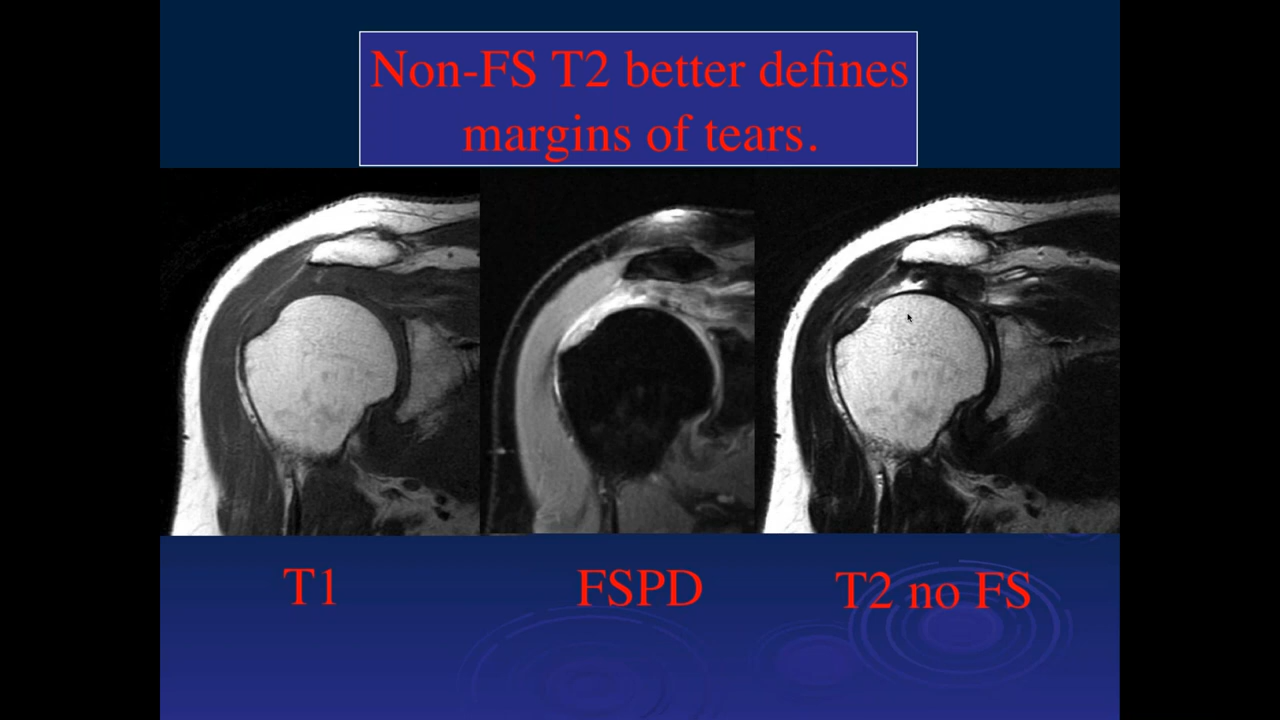 Non-FS T2 better defines
margins of tears.
T1
FSPD
T2 no FS